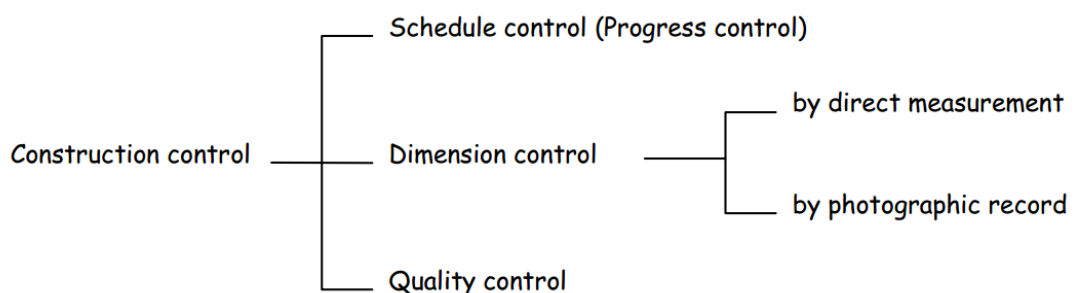 Schedule control (Progress control)
by direct measurement
Construction control
Dimension control
by photographic record
Quality control